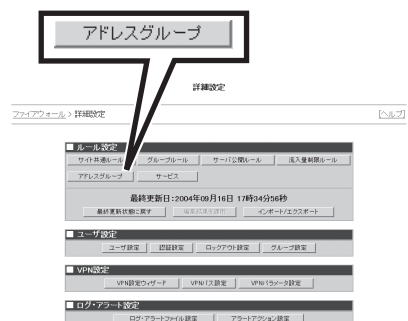 アドレスグループ
詳細設定
ファイアウォール > 詳細設定
[ヘルプ]
■ ルール設定
サイト共通ルール グループルール サーバ公開ルール 流入量制限ルール
アドレスグループ サービス
最終更新日:2004年09月16日 17時34分56秒
最終更新状態に戻す 編集結果を適用 インポート/エクスポート
■ ユーザ設定
ユーザ設定 認証設定 ロックアウト設定 グループ設定
■ VPN設定
VPN設定ウィザード VPNパス設定 VPNパラメータ設定
■ ログ・アラート設定
ログ・アラートファイル設定 アラートアクション設定